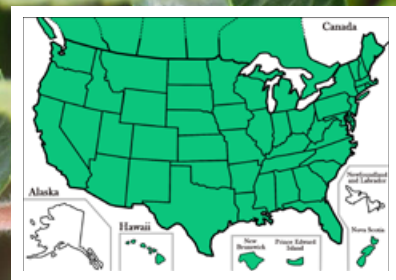 Canada
Alaska
Hawaii
New
Brunswick
Prince Edward
Island
Newfoundland
and Labrador
Nova Scotia